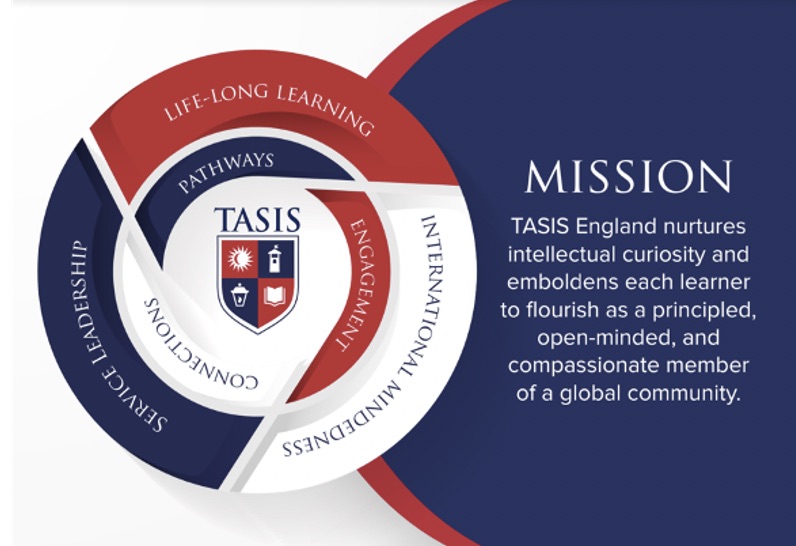 LIFE-LONG LEARNING
PATHWAYS
TASIS
ENGAGEMENT
INTERNATIONAL MINDEDNESS
CONNECTIONS
SERVICE LEADERSHIP
MISSION
TASIS England nurtures
intellectual curiosity and
emboldens each learner
to flourish as a principled,
open-minded, and
compassionate member
of a global community.